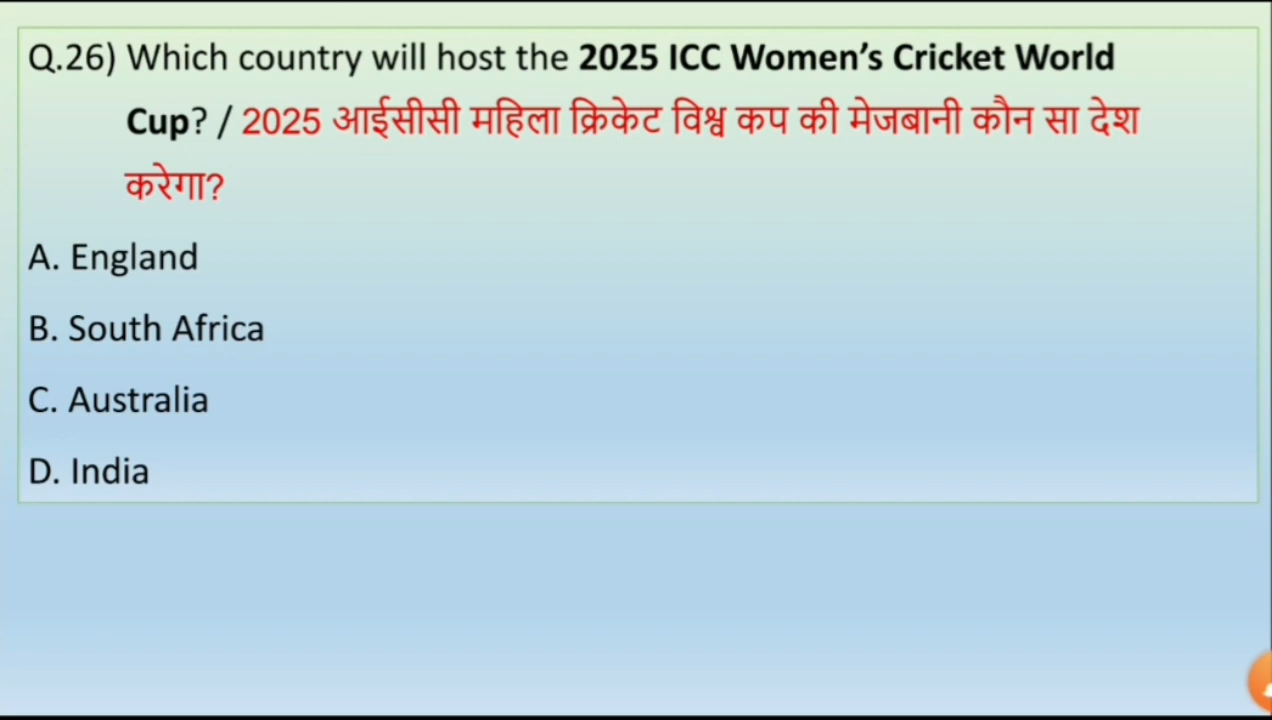 Q.26) Which country will host the 2025 ICC Women’s Cricket World
Cup? / 2025 आईसीसी महिला क्रिकेट विश्व कप की मेजबानी कौन सा देश
करेगा?
A. England
B. South Africa
C. Australia
D. India